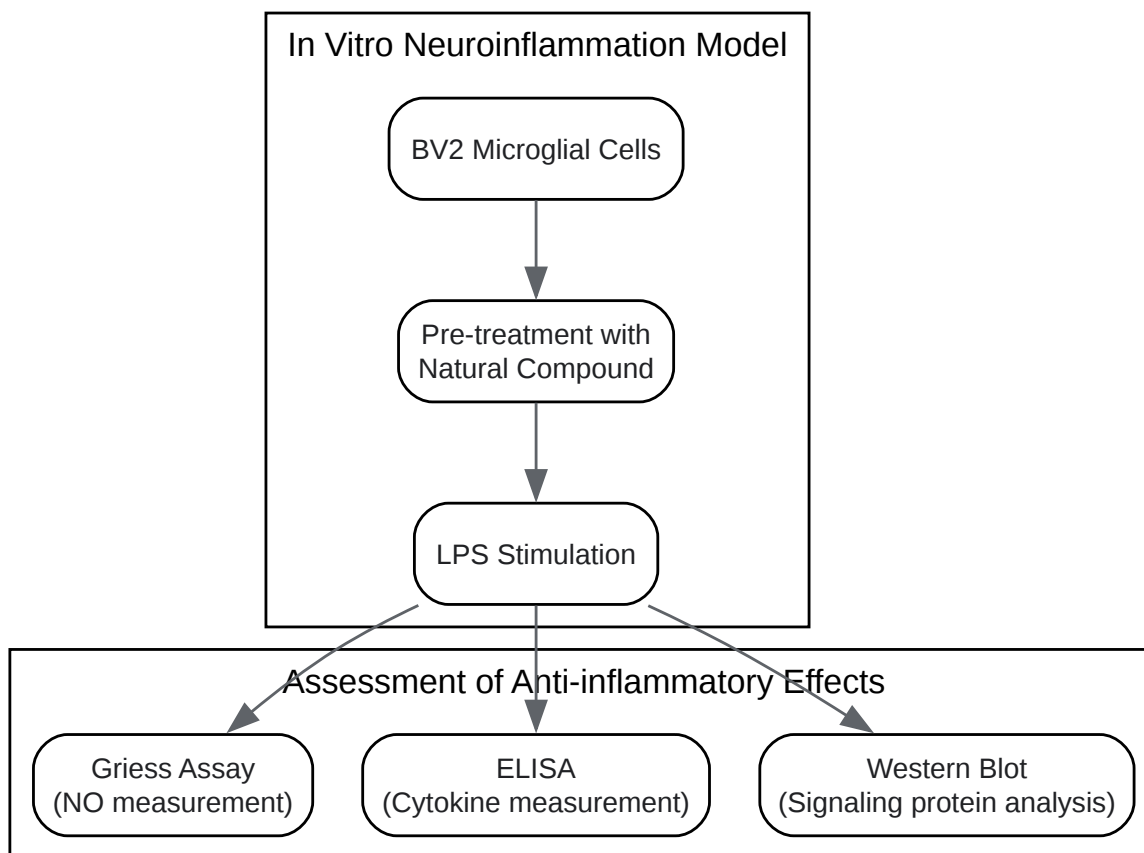 In Vitro Neuroinflammation Model
BV2 Microglial Cells
Pre-treatment with
Natural Compound
LPS Stimulation
Assessment of Anti-inflammatory Effects
Griess Assay
(NO measurement)
ELISA
(Cytokine measurement)
Western Blot
(Signaling protein analysis)